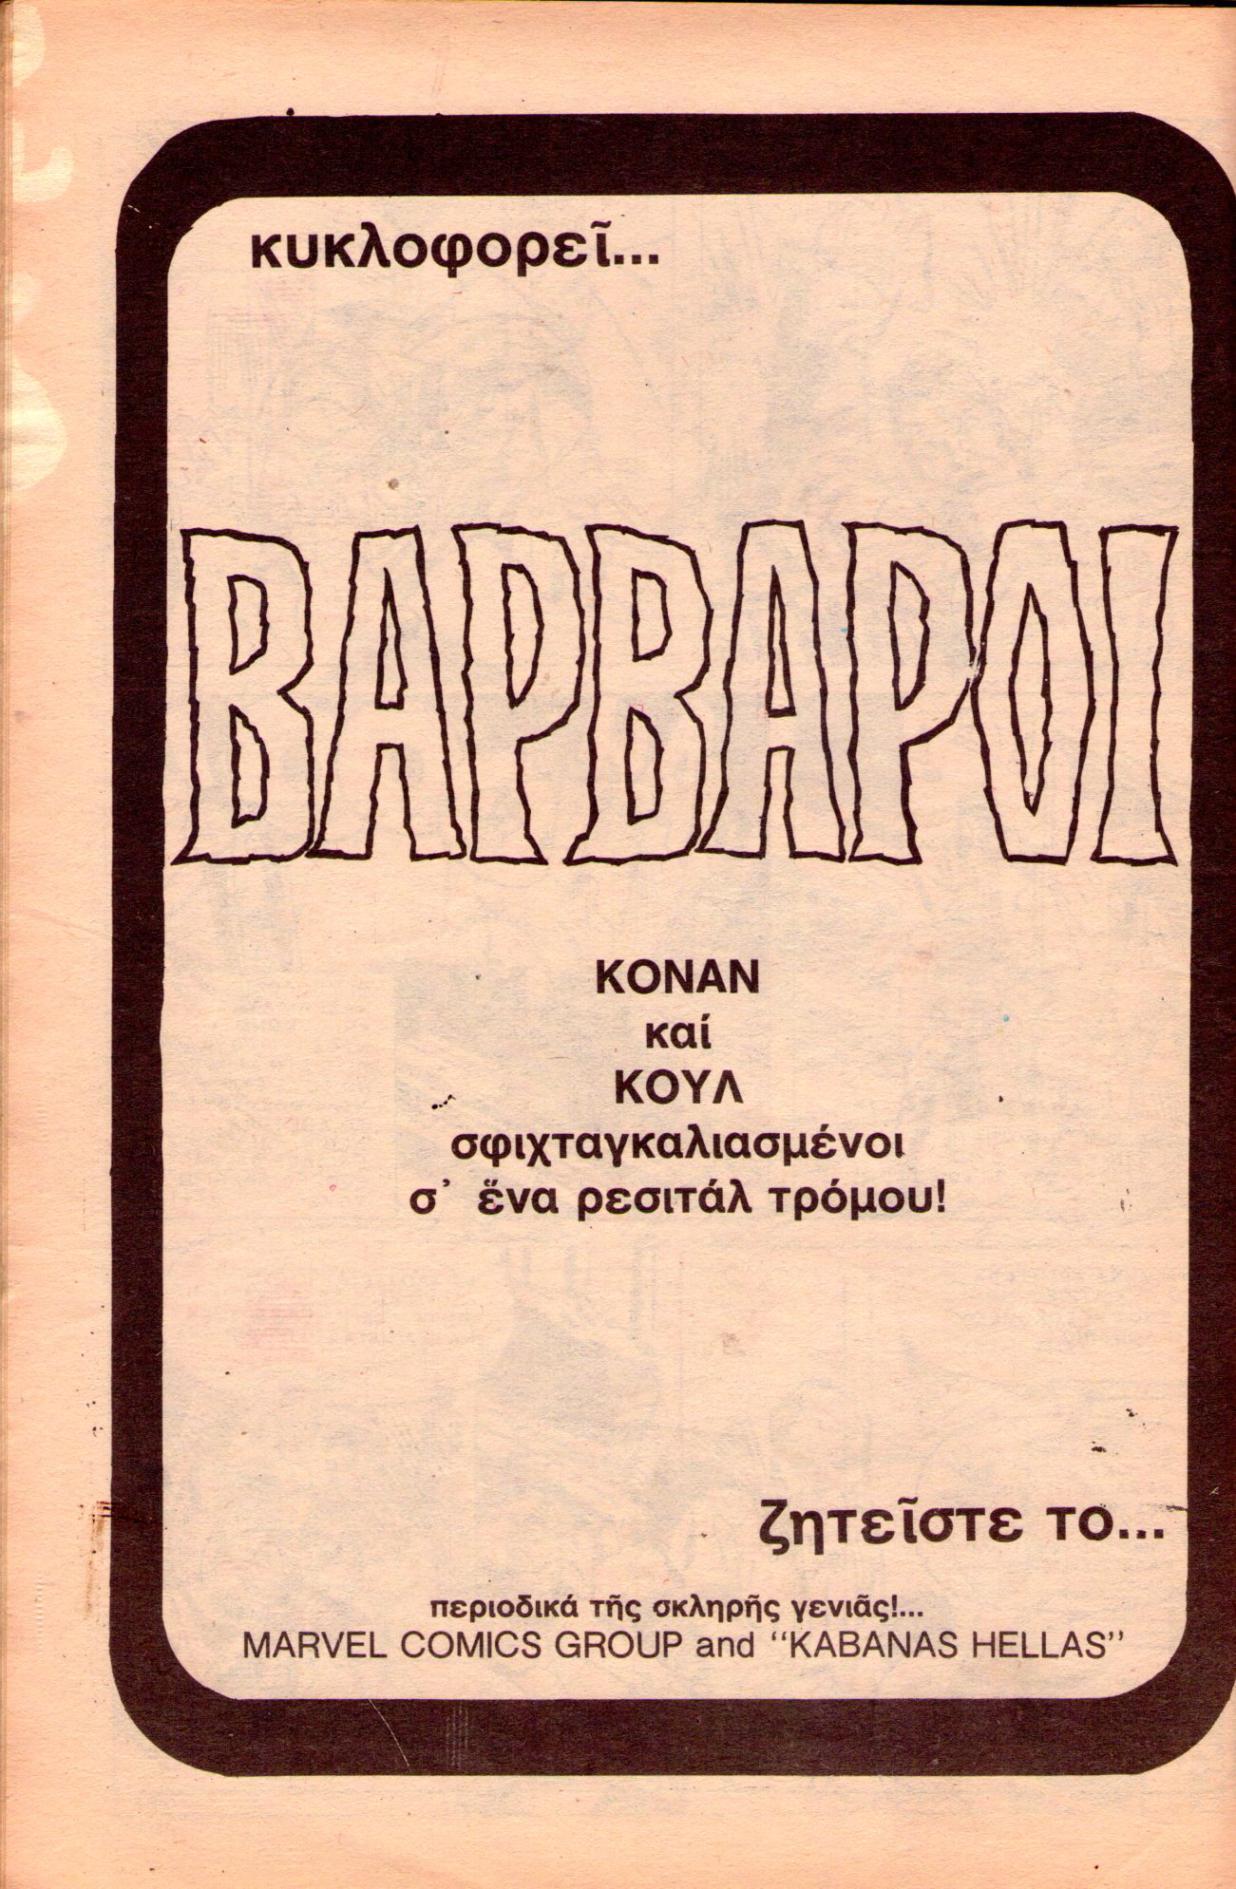 κυκλοφορεῖ...
ΒΑΡΒΑΡΟΙ
ΚΟΝΑΝ
καί
ΚΟΥΛ
σφιχταγκαλιασμένοι
σ᾿ ἕνα ρεσιτάλ τρόμου!
ζητεῖστε το...
περιοδικά τῆς σκληρῆς γενιᾶς!...
MARVEL COMICS GROUP and "KABANAS HELLAS"